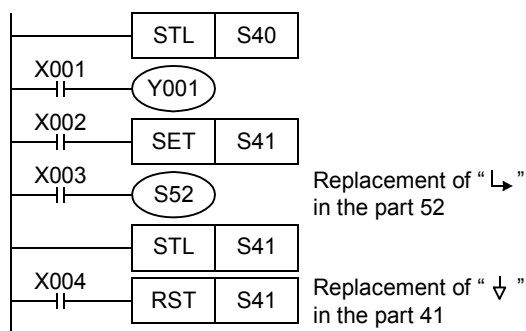 STL S40
X001
Y001
X002
SET S41
X003
S52
Replacement of “ ↳ ”
in the part 52
STL S41
X004
RST S41
Replacement of “ ⏃ ”
in the part 41